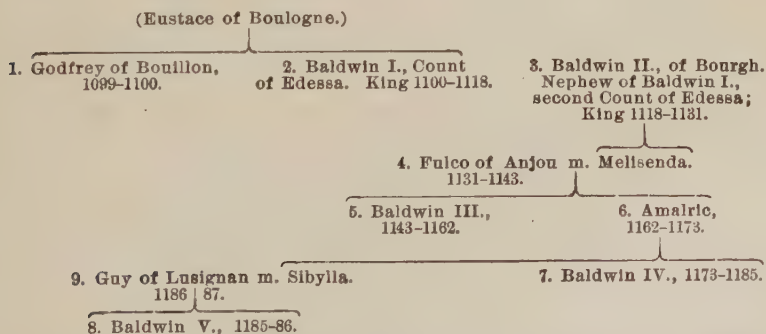 (Eustace of Boulogne.)
1. Godfrey of Bouillon,
1099-1100.
2. Baldwin I., Count
of Edessa. King 1100-1118.
3. Baldwin II., of Bourgh.
Nephew of Baldwin I.,
second Count of Edessa;
King 1118-1131.
4. Fulco of Anjou m. Melisenda.
1131-1143.
5. Baldwin III.,
1143-1162.
6. Amalric,
1162-1173.
9. Guy of Lusignan m. Sibylla.
1186 87.
7. Baldwin IV., 1173-1185.
8. Baldwin V., 1185-86.